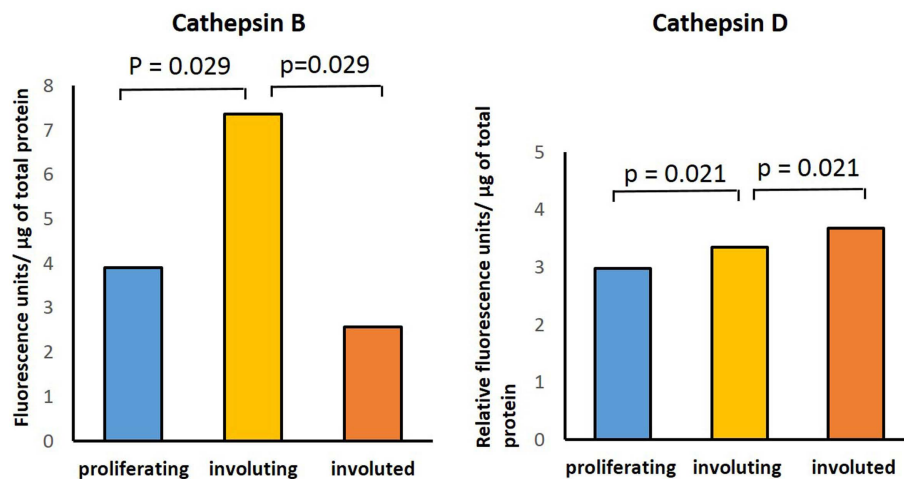 Cathepsin B
P = 0.029
p=0.029
Fluorescence units/ µg of total protein
8
7
6
5
4
3
2
1
0
proliferating
involuting
involuted
Cathepsin D
p = 0.021
p = 0.021
Relative fluorescence units/ µg of total
protein
5
4
3
2
1
0
proliferating
involuting
involuted